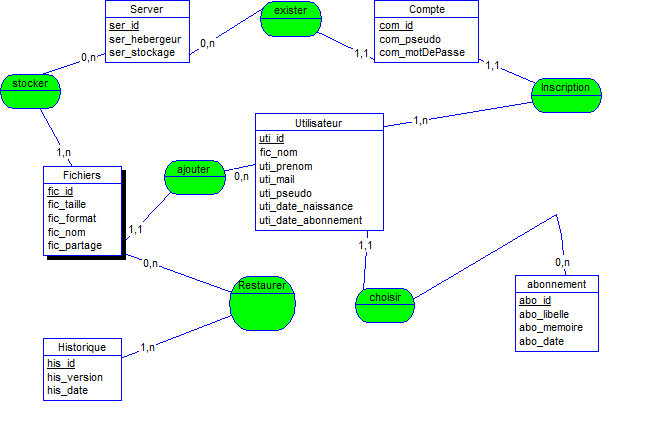 Server
ser_id
ser_hebergeur
ser_stockage
exister
Compte
com_id
com_pseudo
com_motDePasse
0,n
0,n
1,1
1,1
stocker
Inscription
1,n
1,n
Utilisateur
uti_id
fic_nom
uti_prenom
uti_mail
uti_pseudo
uti_date_naissance
uti_date_abonnement
ajouter
0,n
Fichiers
fic_id
fic_taille
fic_format
fic_nom
fic_partage
1,1
1,1
0,n
0,n
Restaurer
choisir
abonnement
abo_id
abo_libelle
abo_memoire
abo_date
Historique
his_id
his_version
his_date
1,n